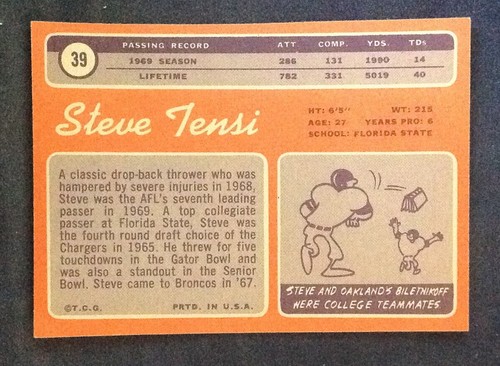 39
PASSING RECORD ATT. COMP. YDS. TDs
1969 SEASON 286 131 1990 14
LIFETIME 782 331 5019 40
Steve Tensi
HT: 6'5" WT: 215
AGE: 27 YEARS PRO: 6
SCHOOL: FLORIDA STATE
A classic drop-back thrower who was
hampered by severe injuries in 1968,
Steve was the AFL's seventh leading
passer in 1969. A top collegiate
passer at Florida State, Steve was
the fourth round draft choice of the
Chargers in 1965. He threw for five
touchdowns in the Gator Bowl and
was also a standout in the Senior
Bowl. Steve came to Broncos in '67.
©T.C.G. PRTD. IN U.S.A.
STEVE AND OAKLAND'S BILETNIKOFF
WERE COLLEGE TEAMMATES